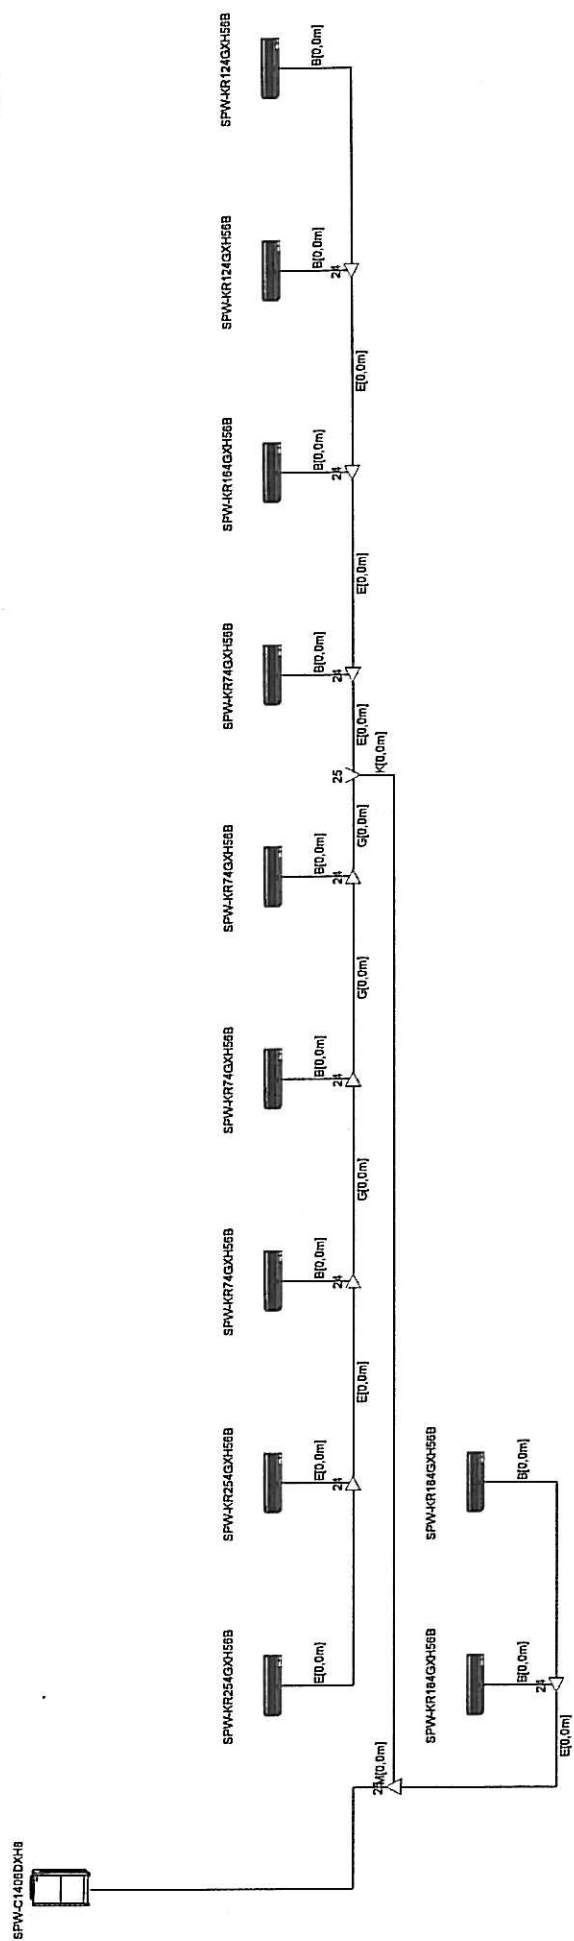 SPW-KR124GXH56B
B[0,0m]
SPW-KR124GXH56B
B[0,0m]
24
E[0,0m]
SPW-KR164GXH56B
B[0,0m]
24
E[0,0m]
SPW-KR74GXH56B
B[0,0m]
24
E[0,0m]
25
K[0,0m]
G[0,0m]
SPW-KR74GXH56B
B[0,0m]
24
G[0,0m]
SPW-KR74GXH56B
B[0,0m]
24
G[0,0m]
SPW-KR74GXH56B
B[0,0m]
24
E[0,0m]
SPW-KR254GXH56B
E[0,0m]
24
SPW-KR254GXH56B
E[0,0m]
SPW-KR184GXH56B
B[0,0m]
SPW-KR184GXH56B
B[0,0m]
24
E[0,0m]
M[0,0m]
SPW-C1406DXH8